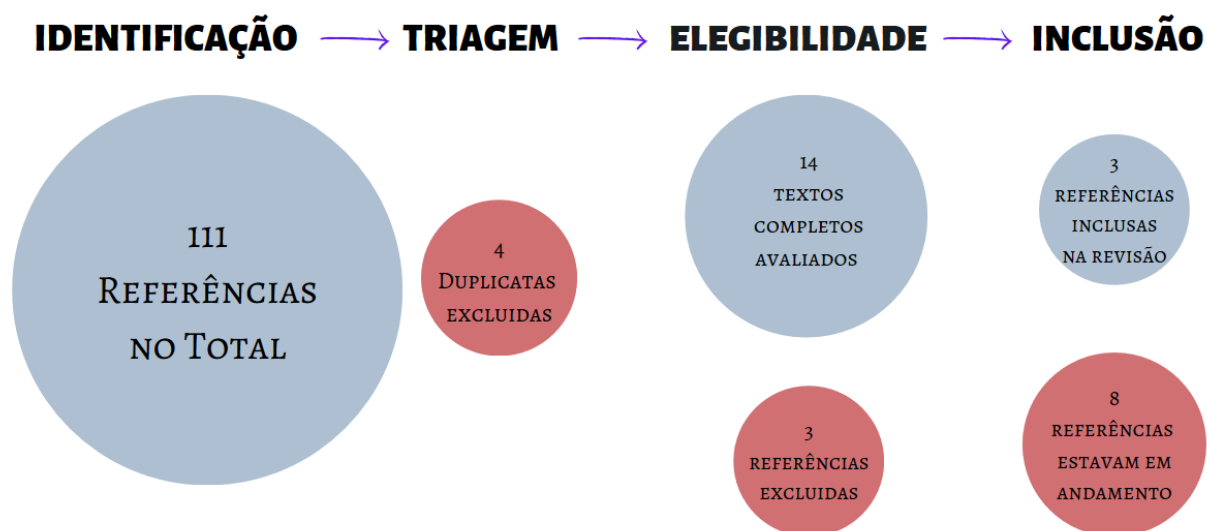 IDENTIFICAÇÃO → TRIAGEM → ELEGIBILIDADE → INCLUSÃO
111
Referências
no Total
4
Duplicatas
excluidas
14
textos
completos
avaliados
3
referências
excluidas
3
referências
inclusas
na revisão
8
referências
estavam em
andamento